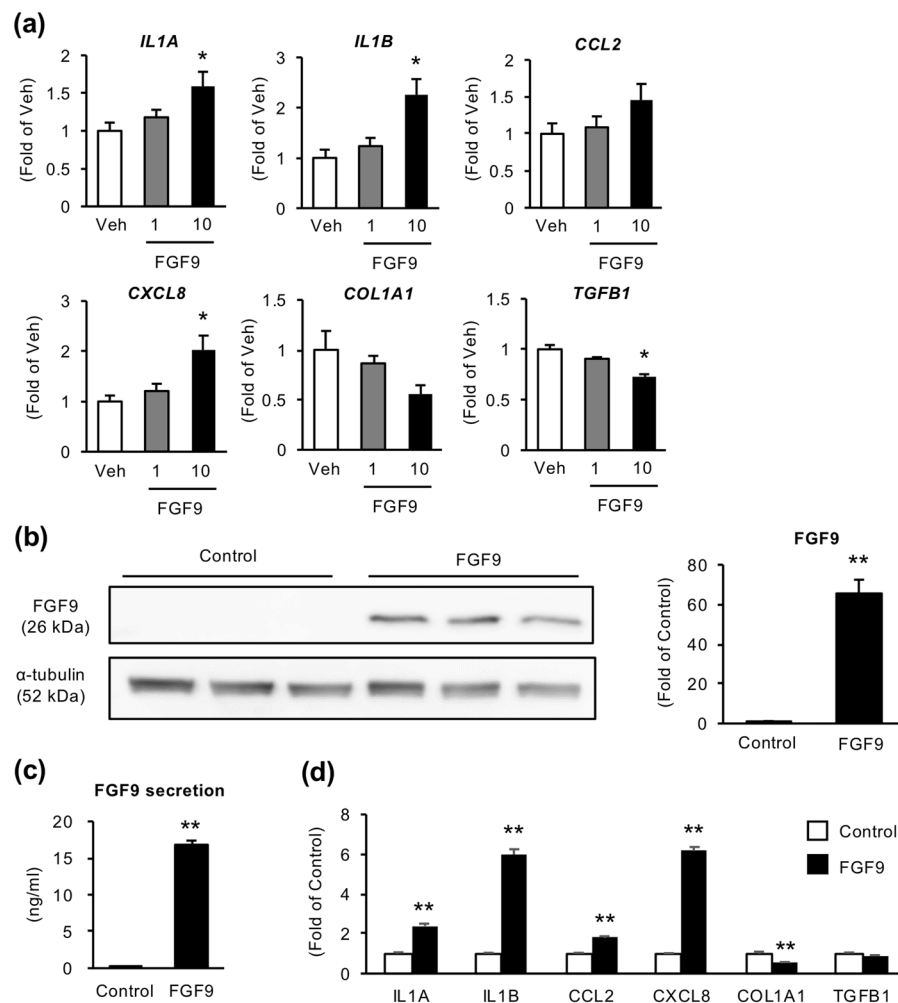 (a)
IL1A
IL1B
CCL2
(Fold of Veh)
2
1.5
1
0.5
0
*
Veh 1 10
FGF9
(Fold of Veh)
3
2
1
0
*
Veh 1 10
FGF9
(Fold of Veh)
2
1.5
1
0.5
0
Veh 1 10
FGF9
CXCL8
COL1A1
TGFB1
(Fold of Veh)
3
2
1
0
*
Veh 1 10
FGF9
(Fold of Veh)
1.5
1
0.5
0
Veh 1 10
FGF9
(Fold of Veh)
1.5
1
0.5
0
*
Veh 1 10
FGF9
(b)
Control
FGF9
FGF9
(26 kDa)
α-tubulin
(52 kDa)
FGF9
(Fold of Control)
80
60
40
20
0
**
Control FGF9
(c)
FGF9 secretion
(ng/ml)
20
15
10
5
0
**
Control FGF9
(d)
(Fold of Control)
8
6
4
2
0
**
**
**
**
**
IL1A IL1B CCL2 CXCL8 COL1A1 TGFB1
Control
FGF9